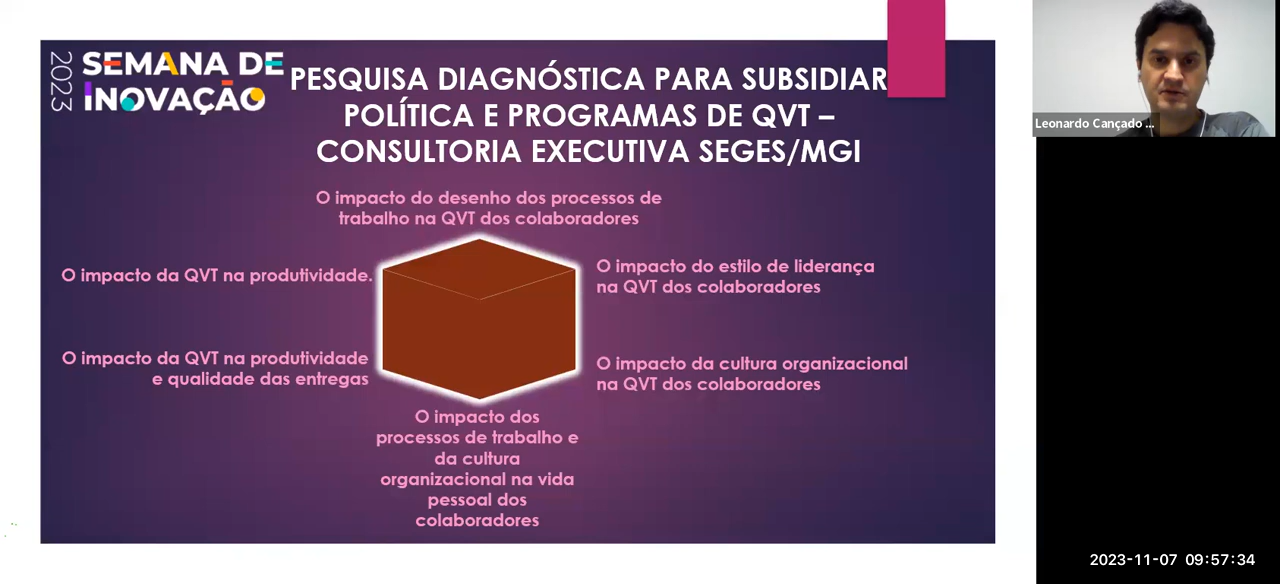 2023
SEMANA DE
INOVAÇÃO
PESQUISA DIAGNÓSTICA PARA SUBSIDIAR
POLÍTICA E PROGRAMAS DE QVT –
CONSULTORIA EXECUTIVA SEGES/MGI
O impacto do desenho dos processos de
trabalho na QVT dos colaboradores
O impacto da QVT na produtividade.
O impacto do estilo de liderança
na QVT dos colaboradores
O impacto da QVT na produtividade
e qualidade das entregas
O impacto da cultura organizacional
na QVT dos colaboradores
O impacto dos
processos de trabalho e
da cultura
organizacional na vida
pessoal dos
colaboradores
Leonardo Cançado ...
2023-11-07 09:57:34